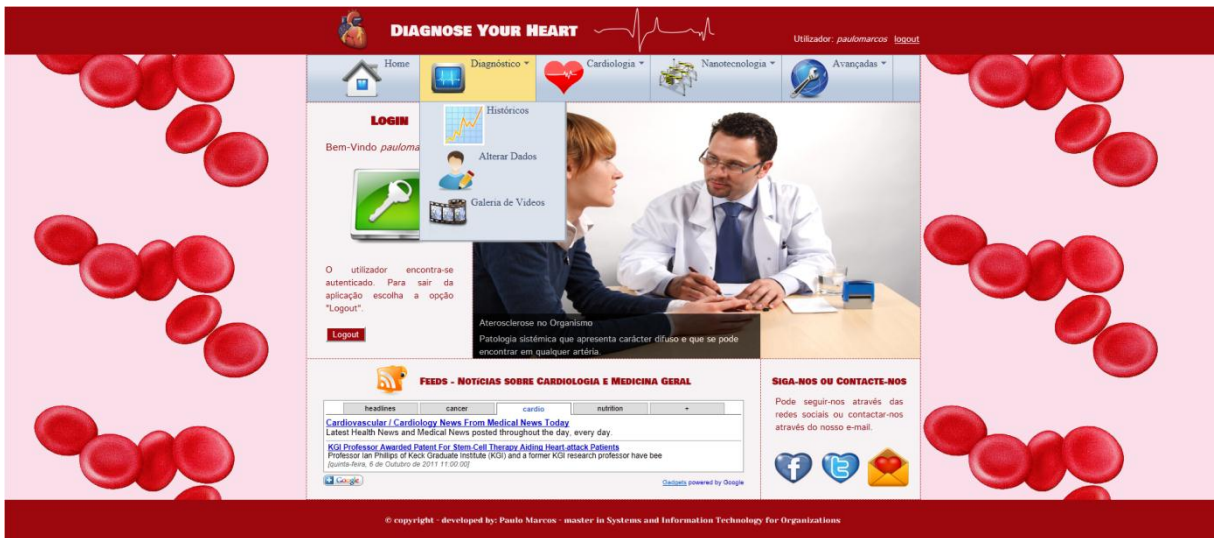 DIAGNOSE YOUR HEART
Utilizador: paulomarcos logout
Home
Diagnóstico
Cardiologia
Nanotecnologia
Avançadas
Históricos
Alterar Dados
Galeria de Videos
LOGIN
Bem-Vindo pauloma
O utilizador encontra-se
autenticado. Para sair da
aplicação escolha a opção
"Logout".
Logout
Aterosclerose no Organismo
Patologia sistémica que apresenta carácter difuso e que se pode
encontrar em qualquer artéria.
FEEDS - NOTÍCIAS SOBRE CARDIOLOGIA E MEDICINA GERAL
headlines cancer cardio nutrition +
Cardiovascular / Cardiology News From Medical News Today
Latest Health News and Medical News posted throughout the day, every day.
KGI Professor Awarded Patent For Stem-Cell Therapy Aiding Heart-attack Patients
Professor Ian Phillips of Keck Graduate Institute (KGI) and a former KGI research professor have bee
[quinta-feira, 6 de Outubro de 2011 11:00:00]
Google
Gadgets powered by Google
SIGA-NOS OU CONTACTE-NOS
Pode seguir-nos através das
redes sociais ou contactar-nos
através do nosso e-mail.
© copyright - developed by: Paulo Marcos - master in Systems and Information Technology for Organizations